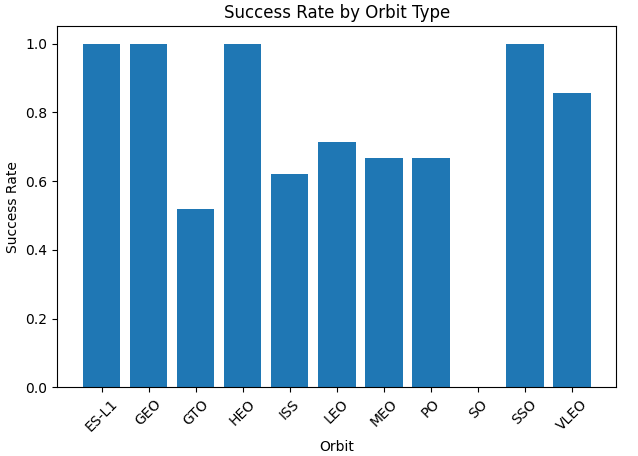 Success Rate by Orbit Type
Success Rate
1.0
0.8
0.6
0.4
0.2
0.0
ES-L1
GEO
GTO
HEO
ISS
LEO
MEO
PO
SO
SSO
VLEO
Orbit